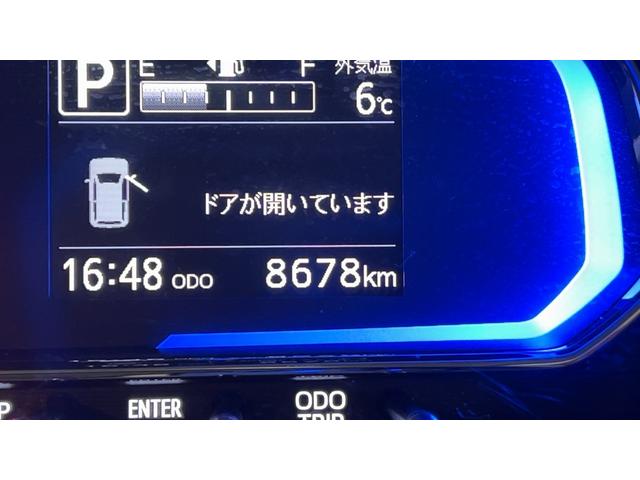 P E F 外気温
6℃
ドアが開いています
16:48 ODO 8678km
P ENTER ODO
TRIP